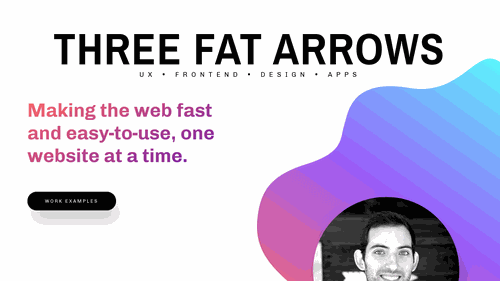 THREE FAT ARROWS
UX • FRONTEND • DESIGN • APPS
Making the web fast
and easy-to-use, one
website at a time.
WORK EXAMPLES